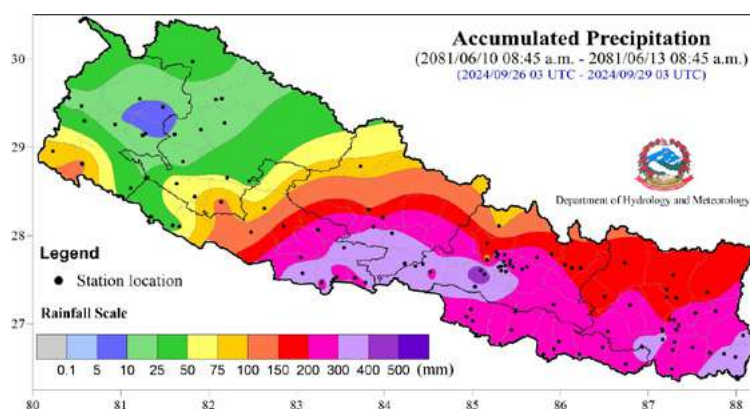 Accumulated Precipitation
(2081/06/10 08:45 a.m. - 2081/06/13 08:45 a.m.)
(2024/09/26 03 UTC - 2024/09/29 03 UTC)
30
29
Department of Hydrology and Meteorology
28
Legend
Station location
27
Rainfall Scale
0.1 5 10 25 50 75 100 150 200 300 400 500 (mm)
80 81 82 83 84 85 86 87 88